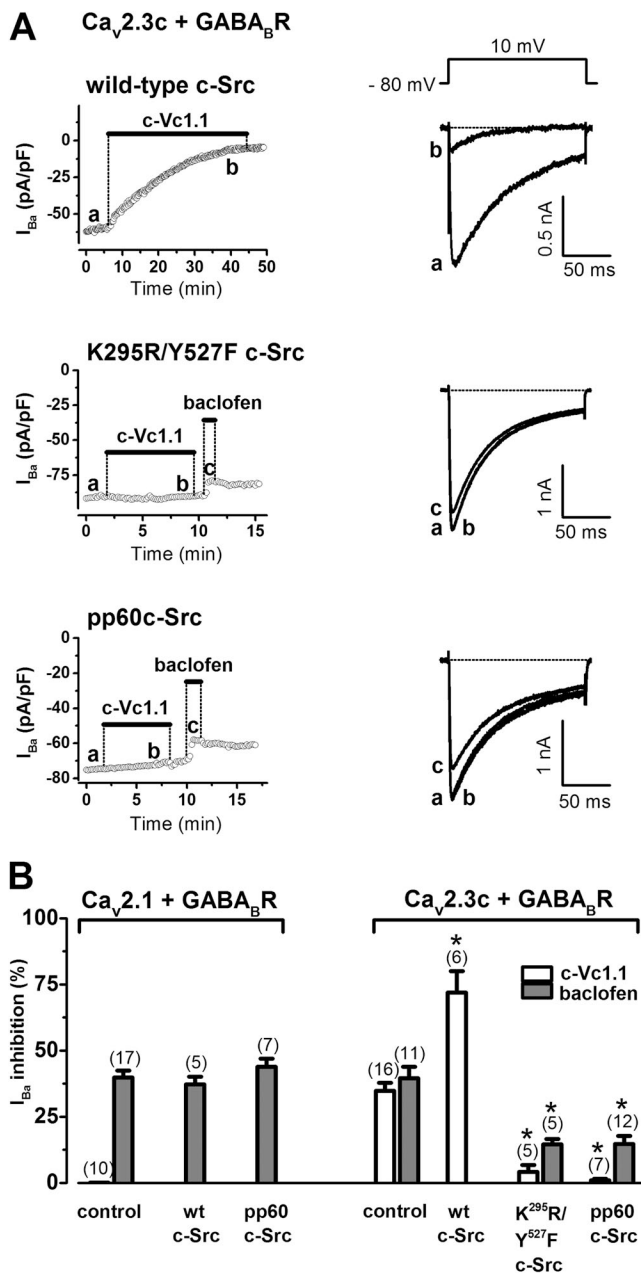 A
Cav2.3c + GABABR
wild-type c-Src
c-Vc1.1
0
-25
-50
-75
IBa (pA/pF)
a
b
0 10 20 30 40 50
Time (min)
10 mV
- 80 mV
b
a
0.5 nA
50 ms
K295R/Y527F c-Src
baclofen
c-Vc1.1
0
-25
-50
-75
IBa (pA/pF)
a
b
c
0 5 10 15
Time (min)
c
a b
1 nA
50 ms
pp60c-Src
baclofen
c-Vc1.1
0
-20
-40
-60
-80
IBa (pA/pF)
a
b
c
0 5 10 15
Time (min)
c
a b
1 nA
50 ms
B
Cav2.1 + GABABR
Cav2.3c + GABABR
100
75
50
25
0
IBa inhibition (%)
c-Vc1.1
baclofen
(10)
(17)
(5)
(7)
(16)
(11)
*
(6)
*
(5)
*
(5)
*
(7)
*
(12)
control
wt
c-Src
pp60
c-Src
control
wt
c-Src
K295R/
Y527F
c-Src
pp60
c-Src